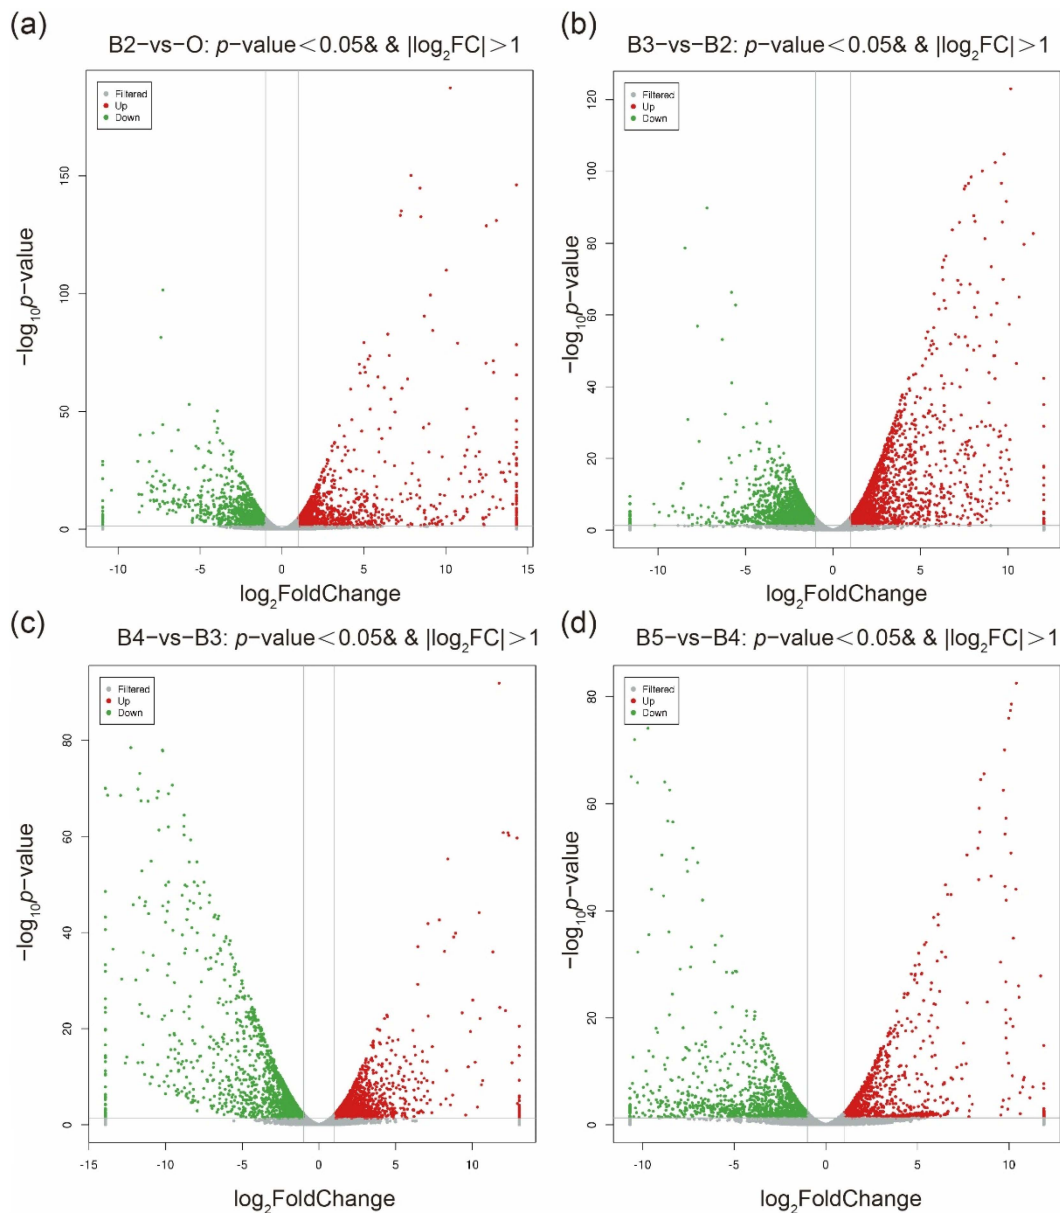 (a)
B2-vs-O: p-value<0.05& & |log₂FC|>1
Filtered
Up
Down
-log₁₀p-value
0
50
100
150
-10
-5
0
5
10
15
log₂FoldChange
(b)
B3-vs-B2: p-value<0.05& & |log₂FC|>1
Filtered
Up
Down
-log₁₀p-value
0
20
40
60
80
100
120
-10
-5
0
5
10
log₂FoldChange
(c)
B4-vs-B3: p-value<0.05& & |log₂FC|>1
Filtered
Up
Down
-log₁₀p-value
0
20
40
60
80
-15
-10
-5
0
5
10
log₂FoldChange
(d)
B5-vs-B4: p-value<0.05& & |log₂FC|>1
Filtered
Up
Down
-log₁₀p-value
0
20
40
60
80
-10
-5
0
5
10
log₂FoldChange